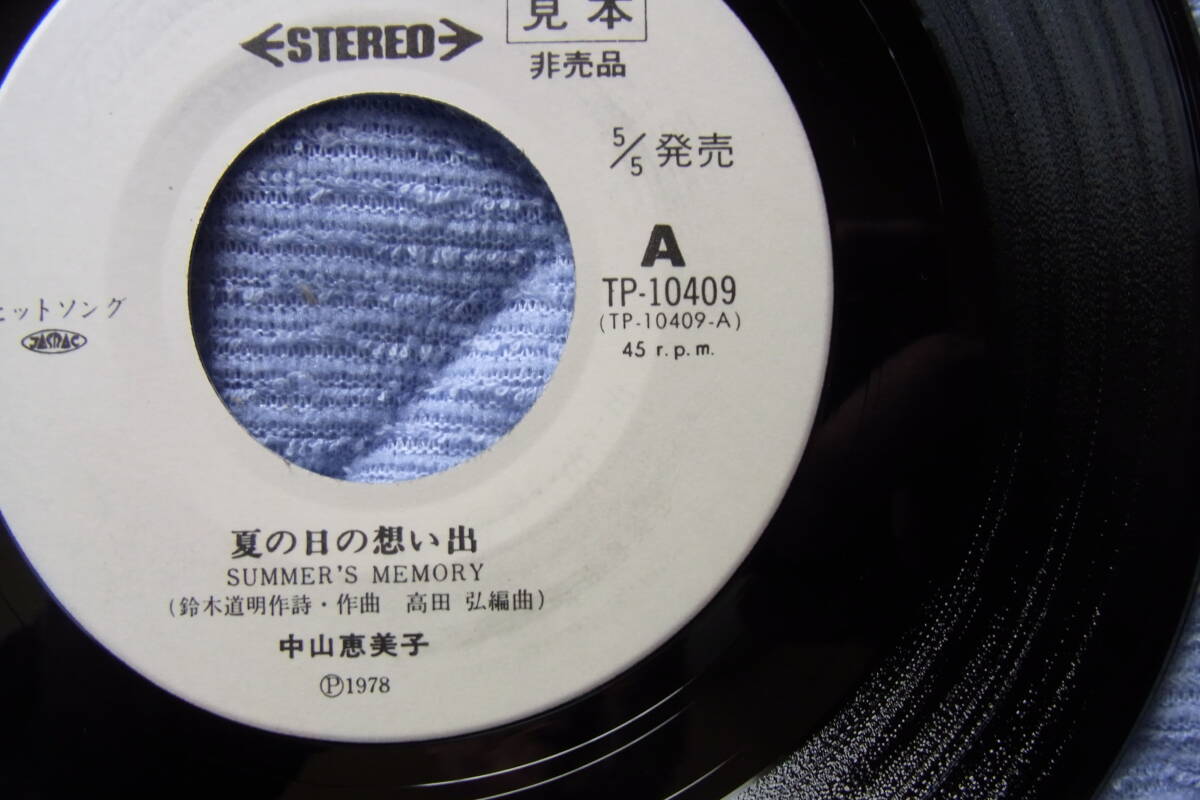 STEREO
見本
非売品
5/5 発売
A
TP-10409
(TP-10409-A)
45 r.p.m.
ヒットソング
JASRAC
夏の日の想い出
SUMMER'S MEMORY
(鈴木道明作詩・作曲 高田 弘編曲)
中山恵美子
Ⓟ1978